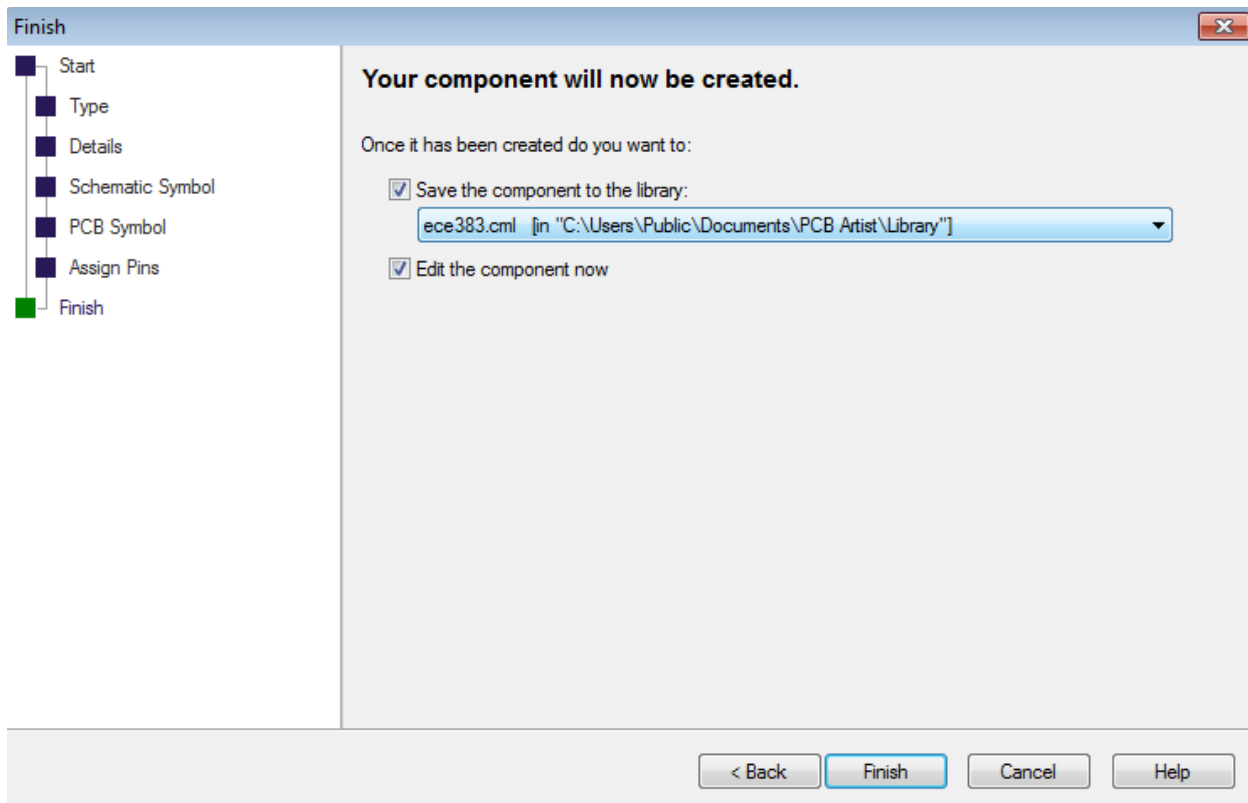 Finish
Start
Type
Details
Schematic Symbol
PCB Symbol
Assign Pins
Finish
Your component will now be created.
Once it has been created do you want to:
Save the component to the library:
ece383.cml [in "C:\Users\Public\Documents\PCB Artist\Library"]
Edit the component now
< Back Finish Cancel Help